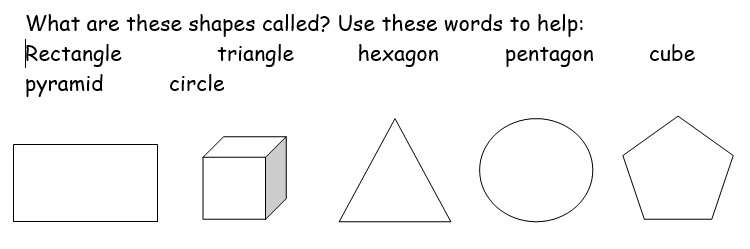 What are these shapes called? Use these words to help:
Rectangle triangle hexagon pentagon cube
pyramid circle